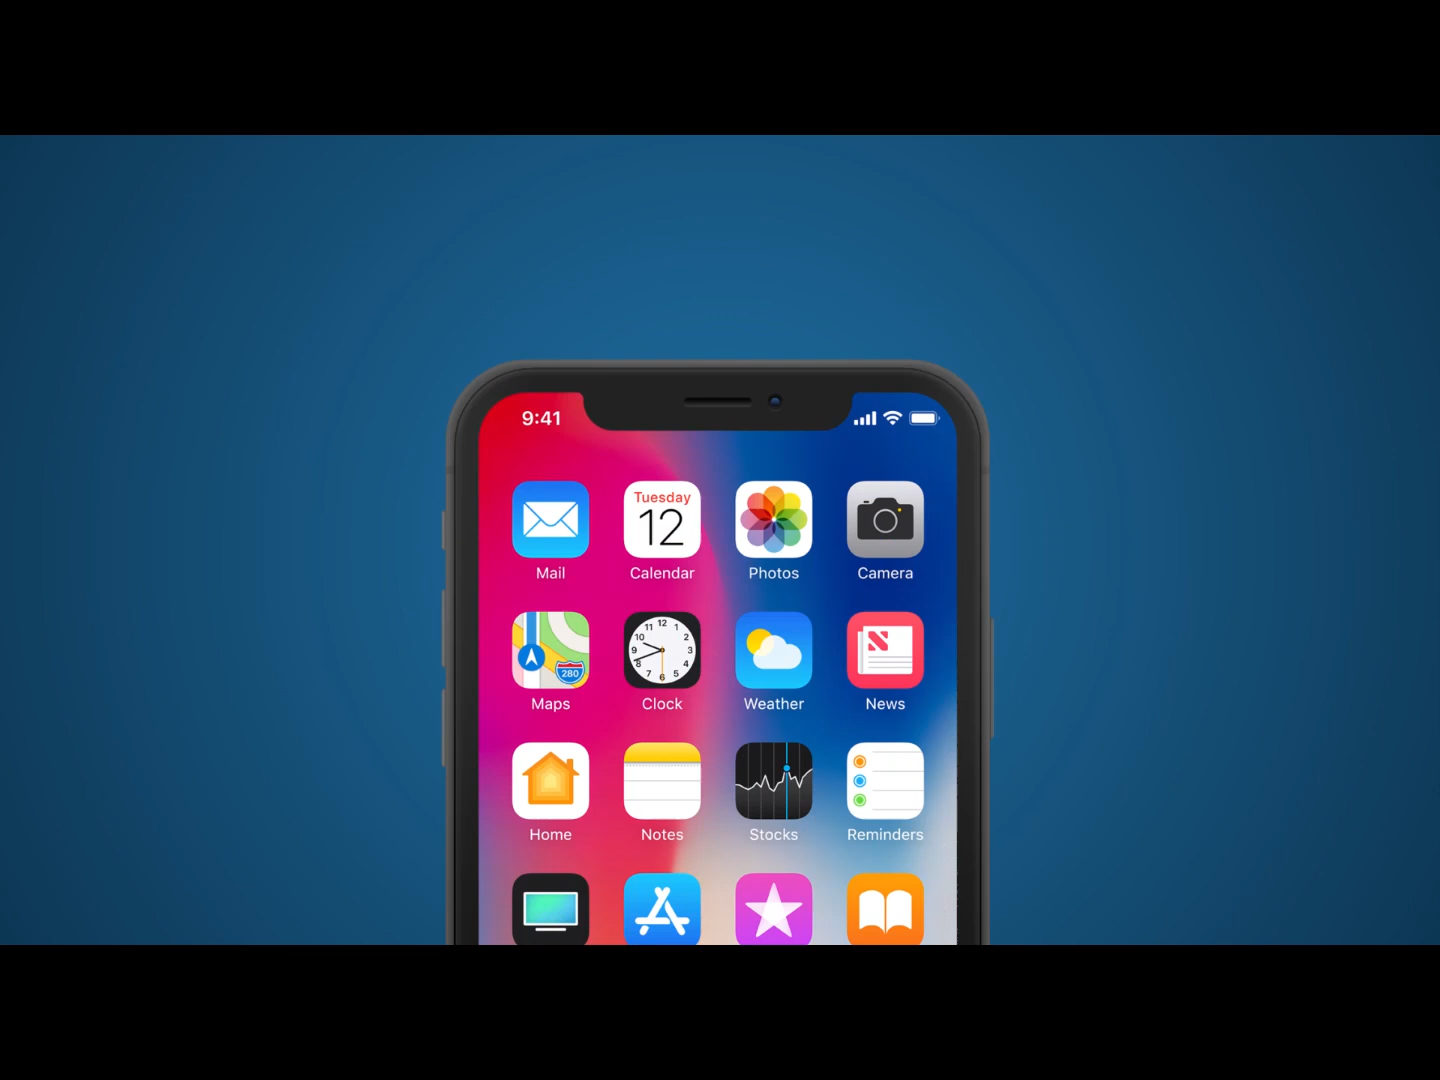 9:41
Tuesday
12
Mail Calendar Photos Camera
280
11 12 1
10 2
9 3
8 4
7 6 5
Maps Clock Weather News
Home Notes Stocks Reminders